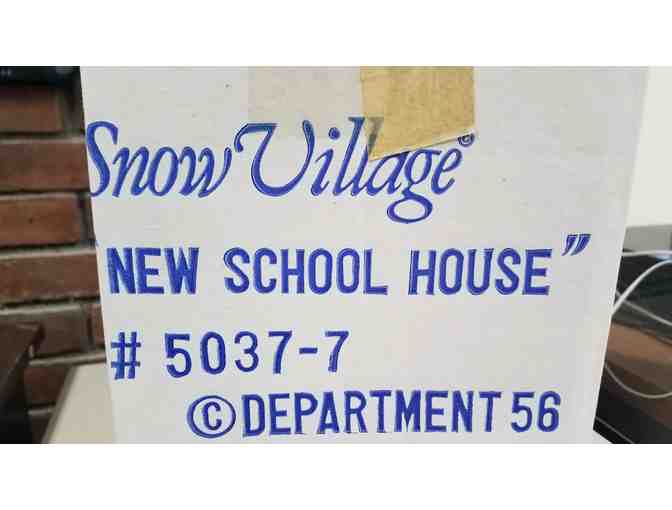 Snow Village©
NEW SCHOOL HOUSE”
# 5037-7
© DEPARTMENT 56